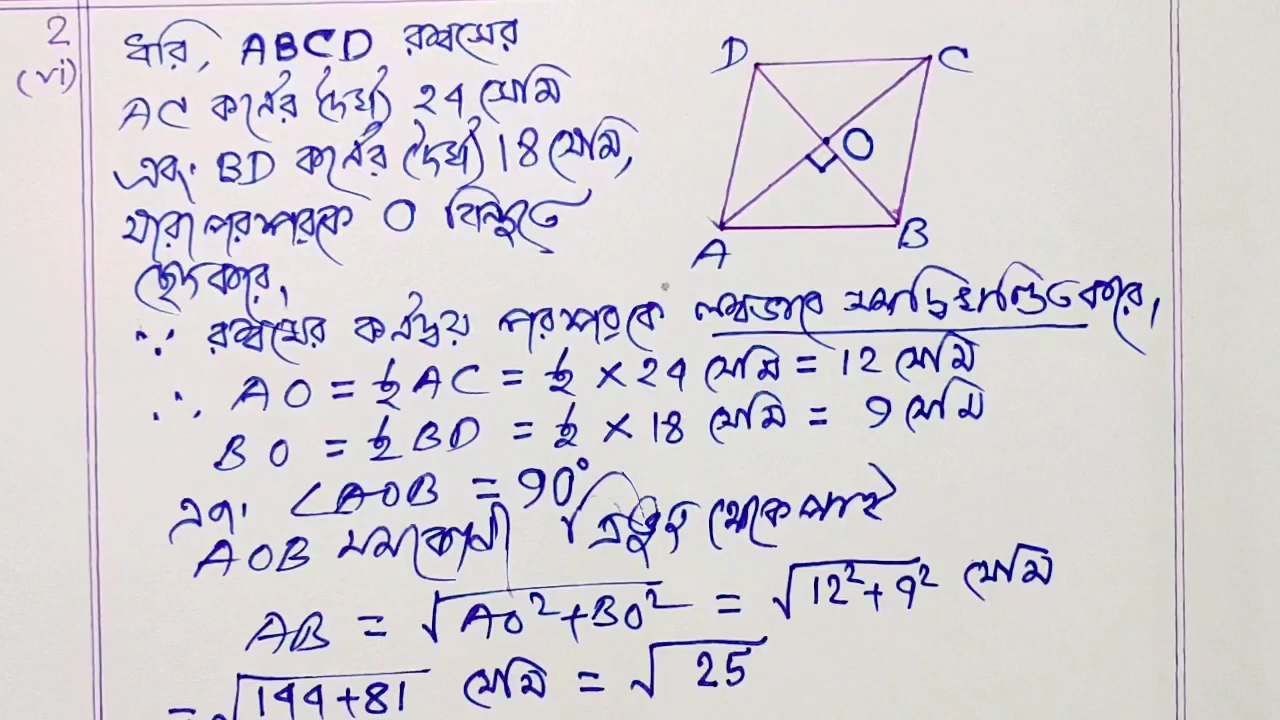 2
(vi)
ধরি, ABCD রম্বসের
AC কর্নের দৈর্ঘ্য 24 সেমি
এবং BD কর্নের দৈর্ঘ্য 18 সেমি,
যারা পরস্পরকে O বিন্দুতে
ছেদ করে,
D
C
O
A
B
∵ রম্বসের কর্নদ্বয় পরস্পরকে লম্বভাবে সমদ্বিখণ্ডিত করে,
∴ AO = ½ AC = ½ × 24 সেমি = 12 সেমি
BO = ½ BD = ½ × 18 সেমি = 9 সেমি
এবং ∠AOB = 90°
AOB সমকোনী ত্রিভুজ থেকে পাই
AB = √AO² + BO² = √12² + 9² সেমি
= √144+81 সেমি = √25